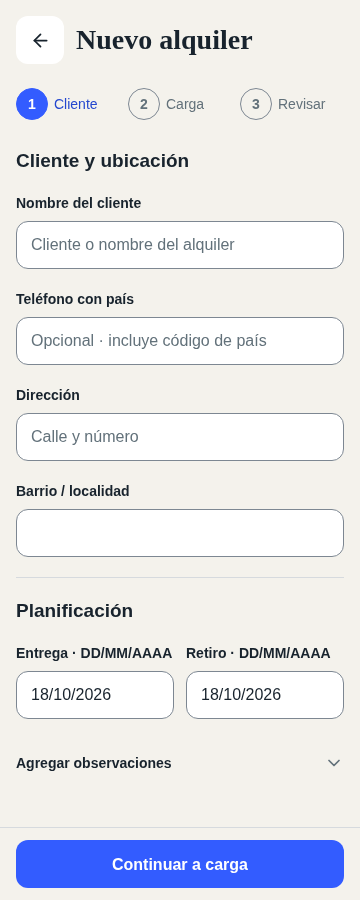 Nuevo alquiler
1 Cliente 2 Carga 3 Revisar
Cliente y ubicación
Nombre del cliente
Cliente o nombre del alquiler
Teléfono con país
Opcional · incluye código de país
Dirección
Calle y número
Barrio / localidad
Planificación
Entrega · DD/MM/AAAA Retiro · DD/MM/AAAA
18/10/2026 18/10/2026
Agregar observaciones
Continuar a carga